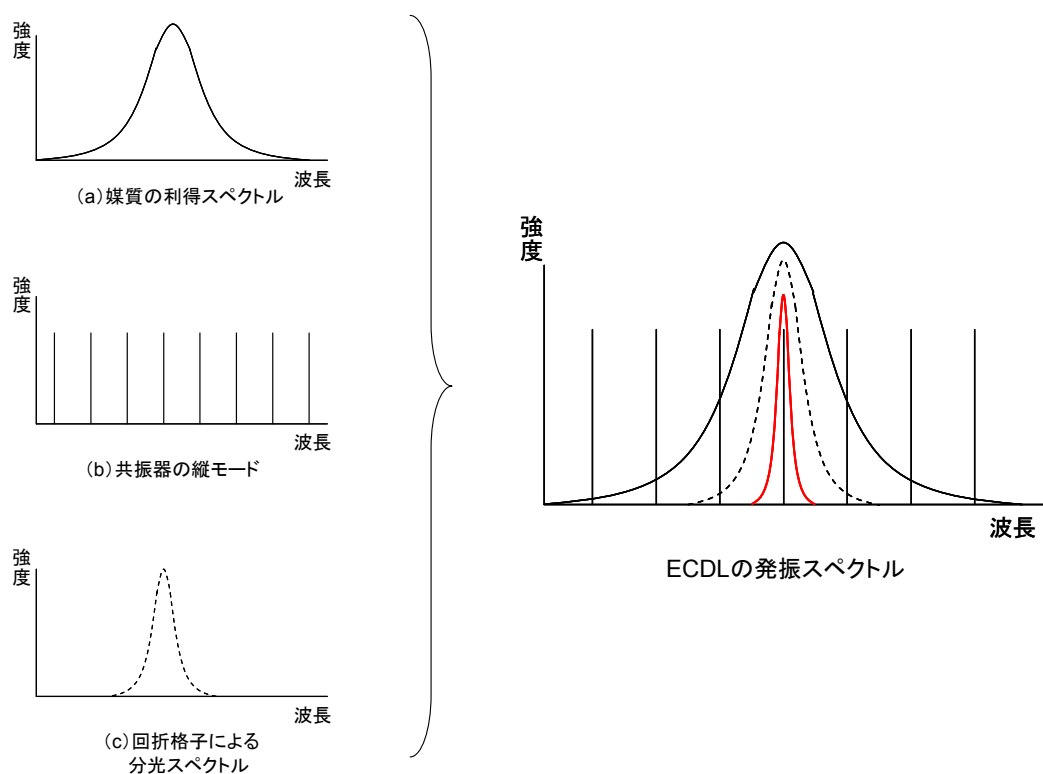 強度
波長
(a)媒質の利得スペクトル
強度
波長
(b)共振器の縦モード
強度
波長
(c)回折格子による
分光スペクトル
強度
波長
ECDLの発振スペクトル